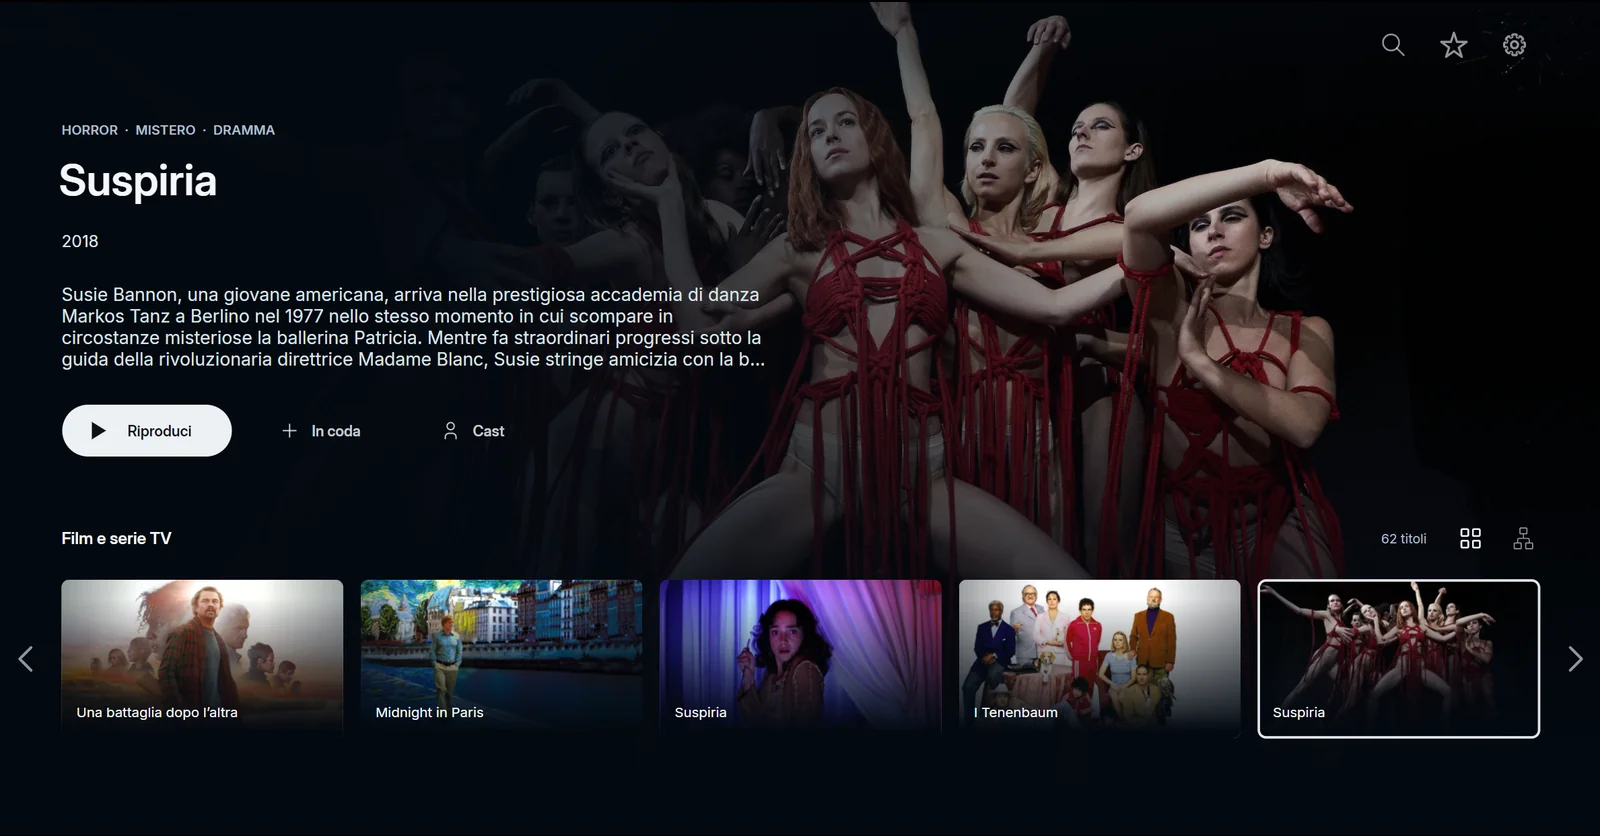 HORROR · MISTERO · DRAMMA
Suspiria
2018
Susie Bannon, una giovane americana, arriva nella prestigiosa accademia di danza
Markos Tanz a Berlino nel 1977 nello stesso momento in cui scompare in
circostanze misteriose la ballerina Patricia. Mentre fa straordinari progressi sotto la
guida della rivoluzionaria direttrice Madame Blanc, Susie stringe amicizia con la b...
Riproduci
In coda
Cast
Film e serie TV
62 titoli
Una battaglia dopo l’altra
Midnight in Paris
Suspiria
I Tenenbaum
Suspiria